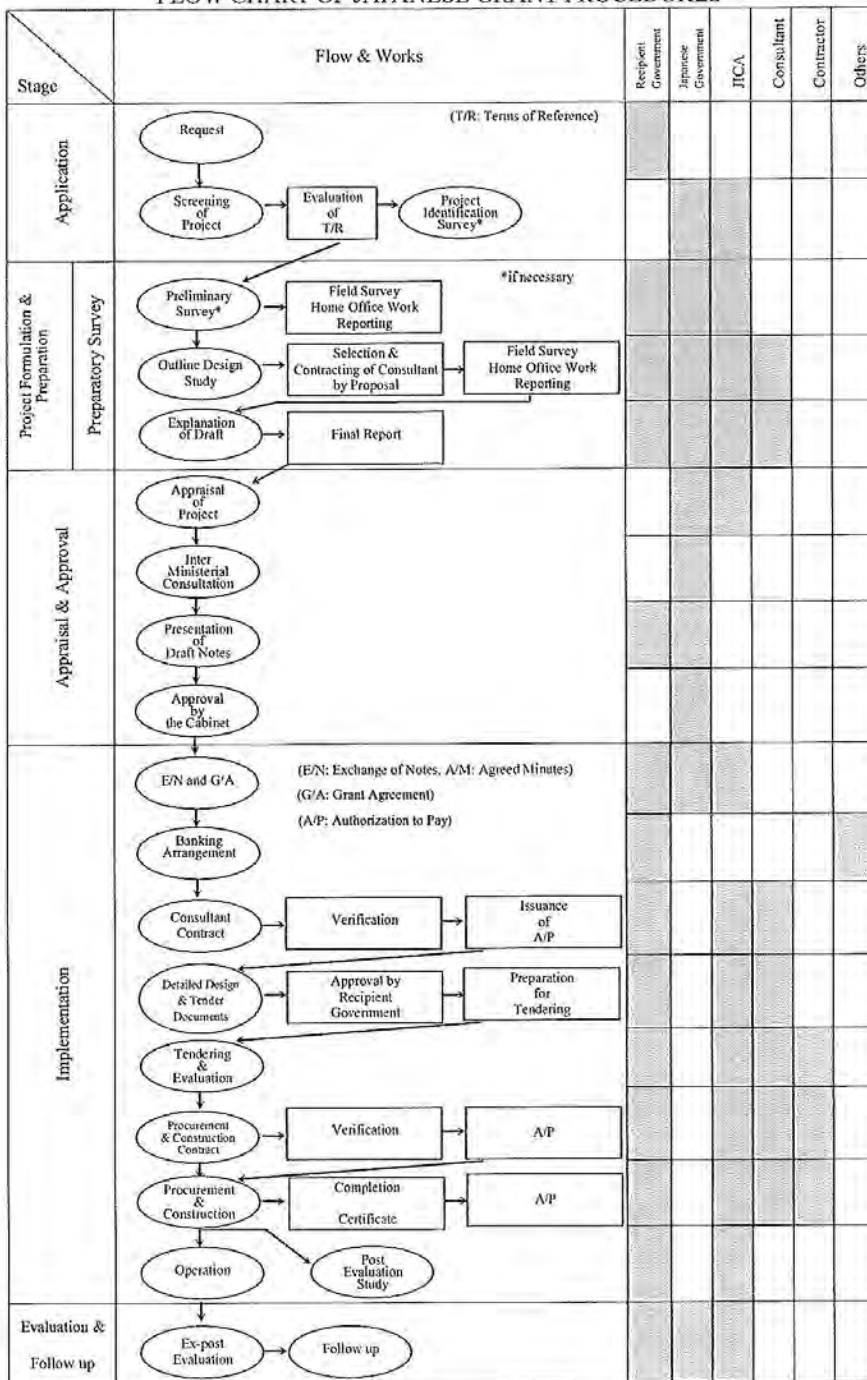 FLOW CHART OF JAPANESE GRANT PROCEDURES
Stage
Flow & Works
Recipient
Government
Japanese
Government
JICA
Consultant
Contractor
Others
Application
Request
(T/R: Terms of Reference)
Screening
of
Project
Evaluation
of
T/R
Project
Identification
Survey*
Project Formulation &
Preparation
Preparatory Survey
Preliminary
Survey*
Field Survey
Home Office Work
Reporting
*if necessary
Outline Design
Study
Selection &
Contracting of Consultant
by Proposal
Field Survey
Home Office Work
Reporting
Explanation
of Draft
Final Report
Appraisal & Approval
Appraisal
of
Project
Inter
Ministerial
Consultation
Presentation
of
Draft Notes
Approval
by
the Cabinet
Implementation
E/N and G/A
(E/N: Exchange of Notes, A/M: Agreed Minutes)
(G/A: Grant Agreement)
(A/P: Authorization to Pay)
Banking
Arrangement
Consultant
Contract
Verification
Issuance
of
A/P
Detailed Design
& Tender
Documents
Approval by
Recipient
Government
Preparation
for
Tendering
Tendering
&
Evaluation
Procurement
& Construction
Contract
Verification
A/P
Procurement
&
Construction
Completion
Certificate
A/P
Operation
Post
Evaluation
Study
Evaluation &
Follow up
Ex-post
Evaluation
Follow up